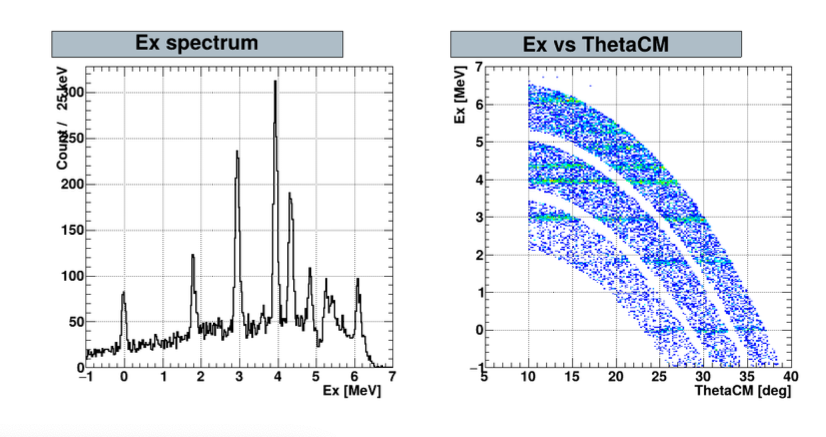 Ex spectrum
Count / 25 keV
300
250
200
150
100
50
0
−1 0 1 2 3 4 5 6 7
Ex [MeV]
Ex vs ThetaCM
Ex [MeV]
7
6
5
4
3
2
1
0
−1
5 10 15 20 25 30 35 40
ThetaCM [deg]